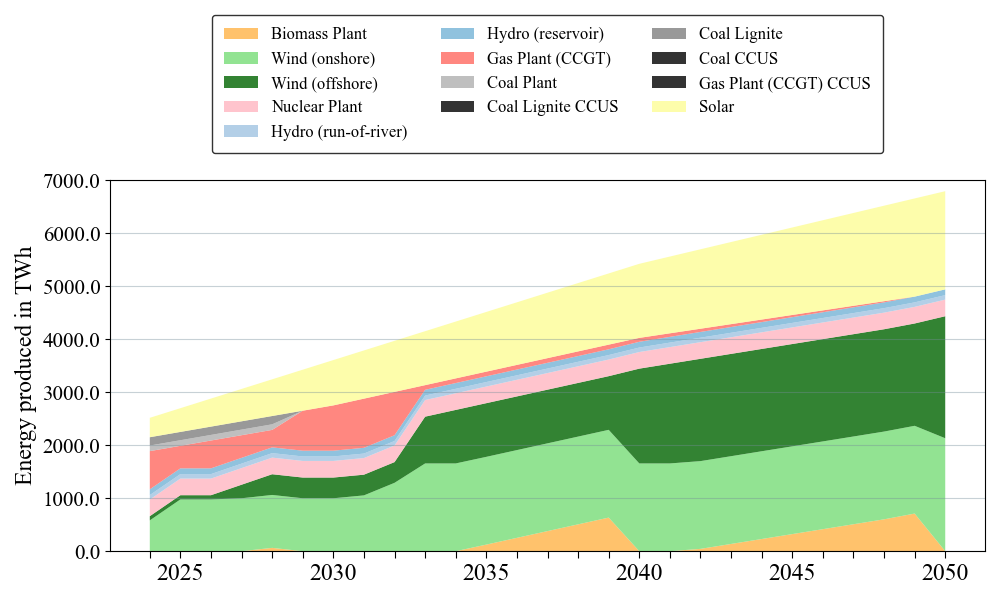 Biomass Plant
Wind (onshore)
Wind (offshore)
Nuclear Plant
Hydro (run-of-river)
Hydro (reservoir)
Gas Plant (CCGT)
Coal Plant
Coal Lignite CCUS
Coal Lignite
Coal CCUS
Gas Plant (CCGT) CCUS
Solar
Energy produced in TWh
7000.0
6000.0
5000.0
4000.0
3000.0
2000.0
1000.0
0.0
2025 2030 2035 2040 2045 2050